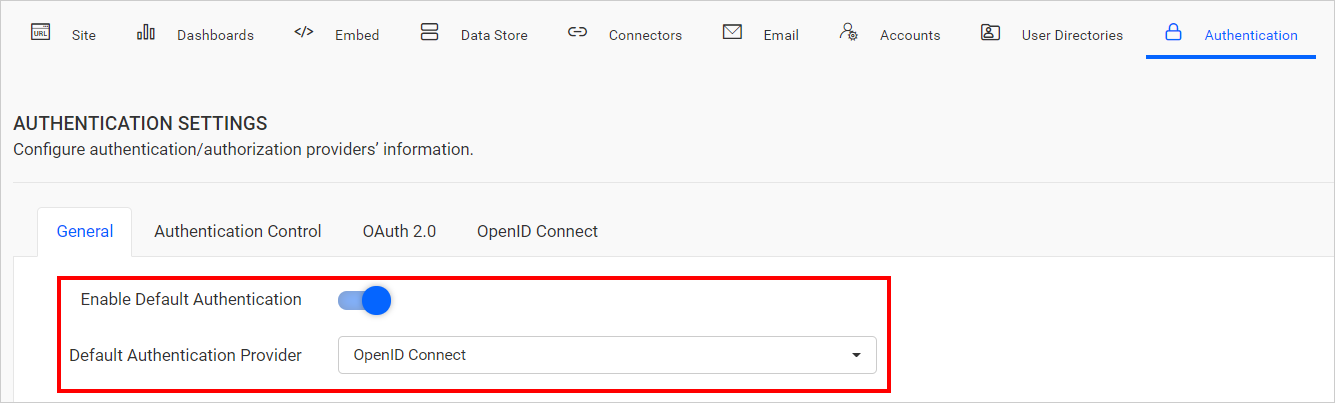 URL Site Dashboards </> Embed Data Store Connectors Email Accounts User Directories Authentication
AUTHENTICATION SETTINGS
Configure authentication/authorization providers’ information.
General Authentication Control OAuth 2.0 OpenID Connect
Enable Default Authentication
Default Authentication Provider OpenID Connect